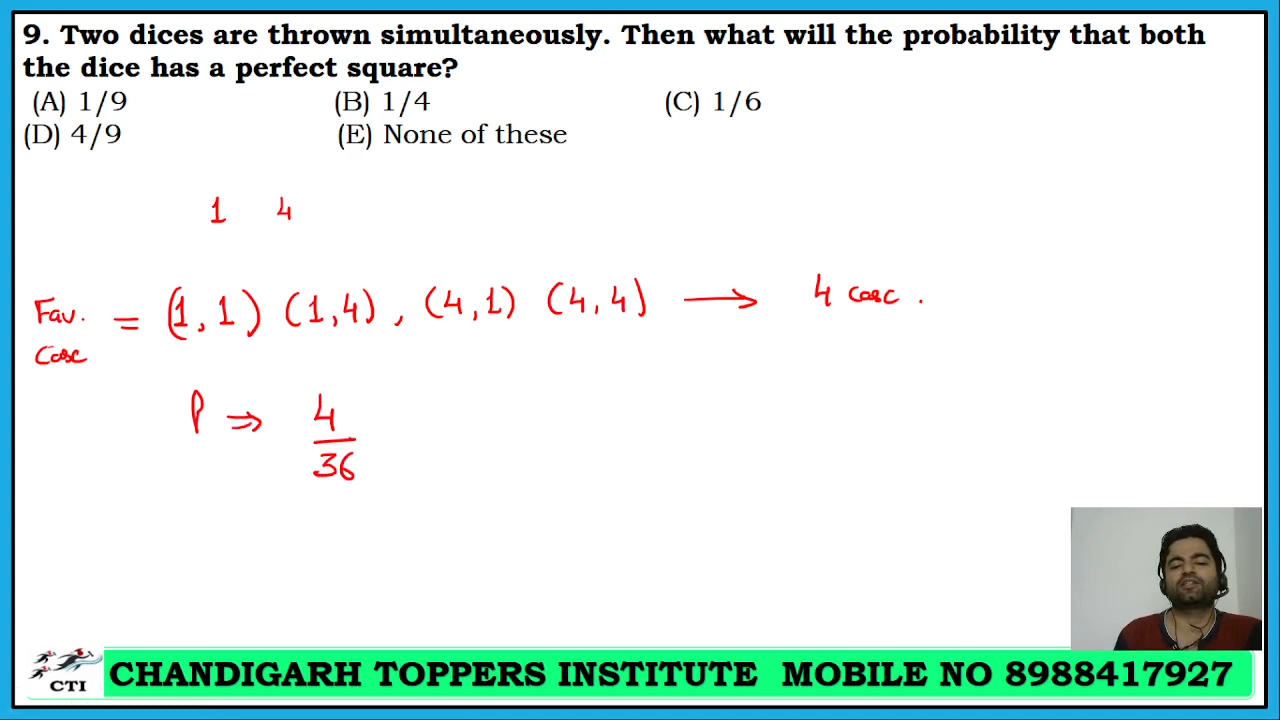 9. Two dices are thrown simultaneously. Then what will the probability that both
the dice has a perfect square?
(A) 1/9 (B) 1/4 (C) 1/6
(D) 4/9 (E) None of these
1 4
Fav. = (1, 1) (1, 4) , (4, 1) (4, 4) → 4 case .
Case
P ⇒ 4
36
CTI
CHANDIGARH TOPPERS INSTITUTE MOBILE NO 8988417927